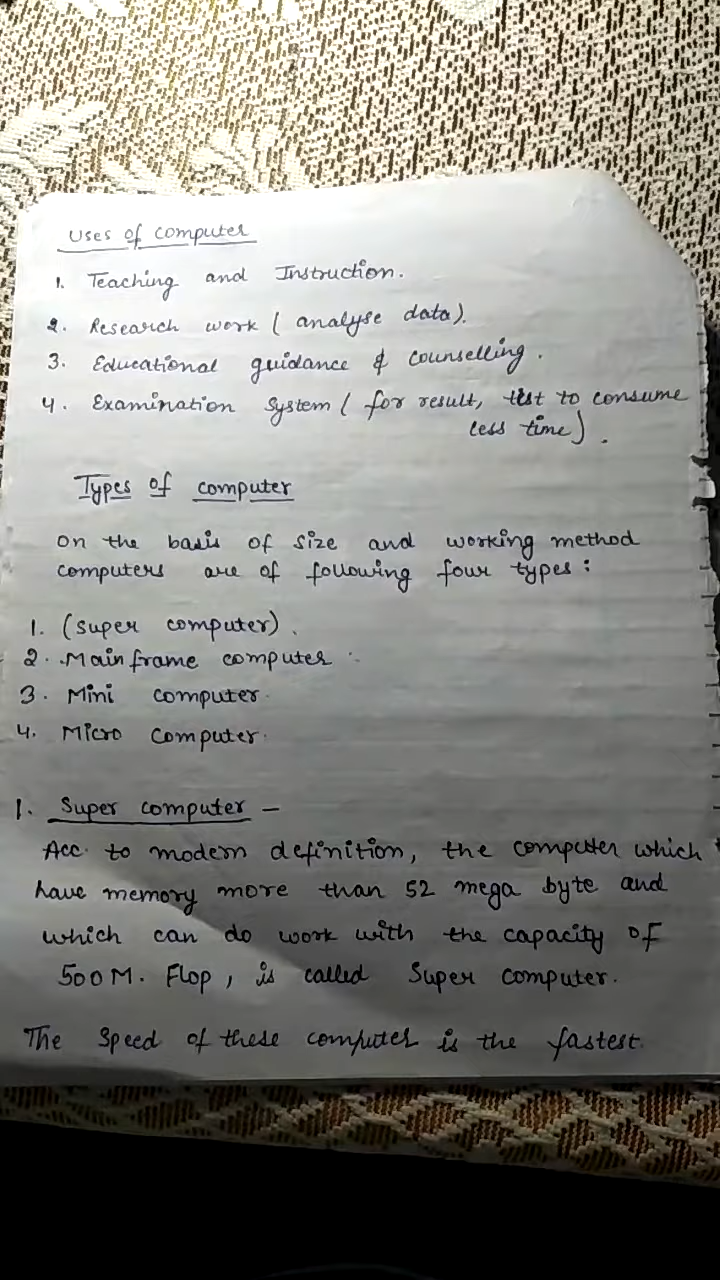 Uses of computer
1. Teaching and Instruction.
2. Research work ( analyse data).
3. Educational guidance & counselling.
4. Examination System ( for result, test to consume
less time).
Types of computer
on the basis of size and working method
computers are of following four types :
1. (super computer).
2. Mainframe computer
3. Mini computer
4. Micro computer.
1. Super computer –
Acc. to modern definition, the computer which
have memory more than 52 mega byte and
which can do work with the capacity of
500 M. Flop, is called Super computer.
The speed of these computer is the fastest.